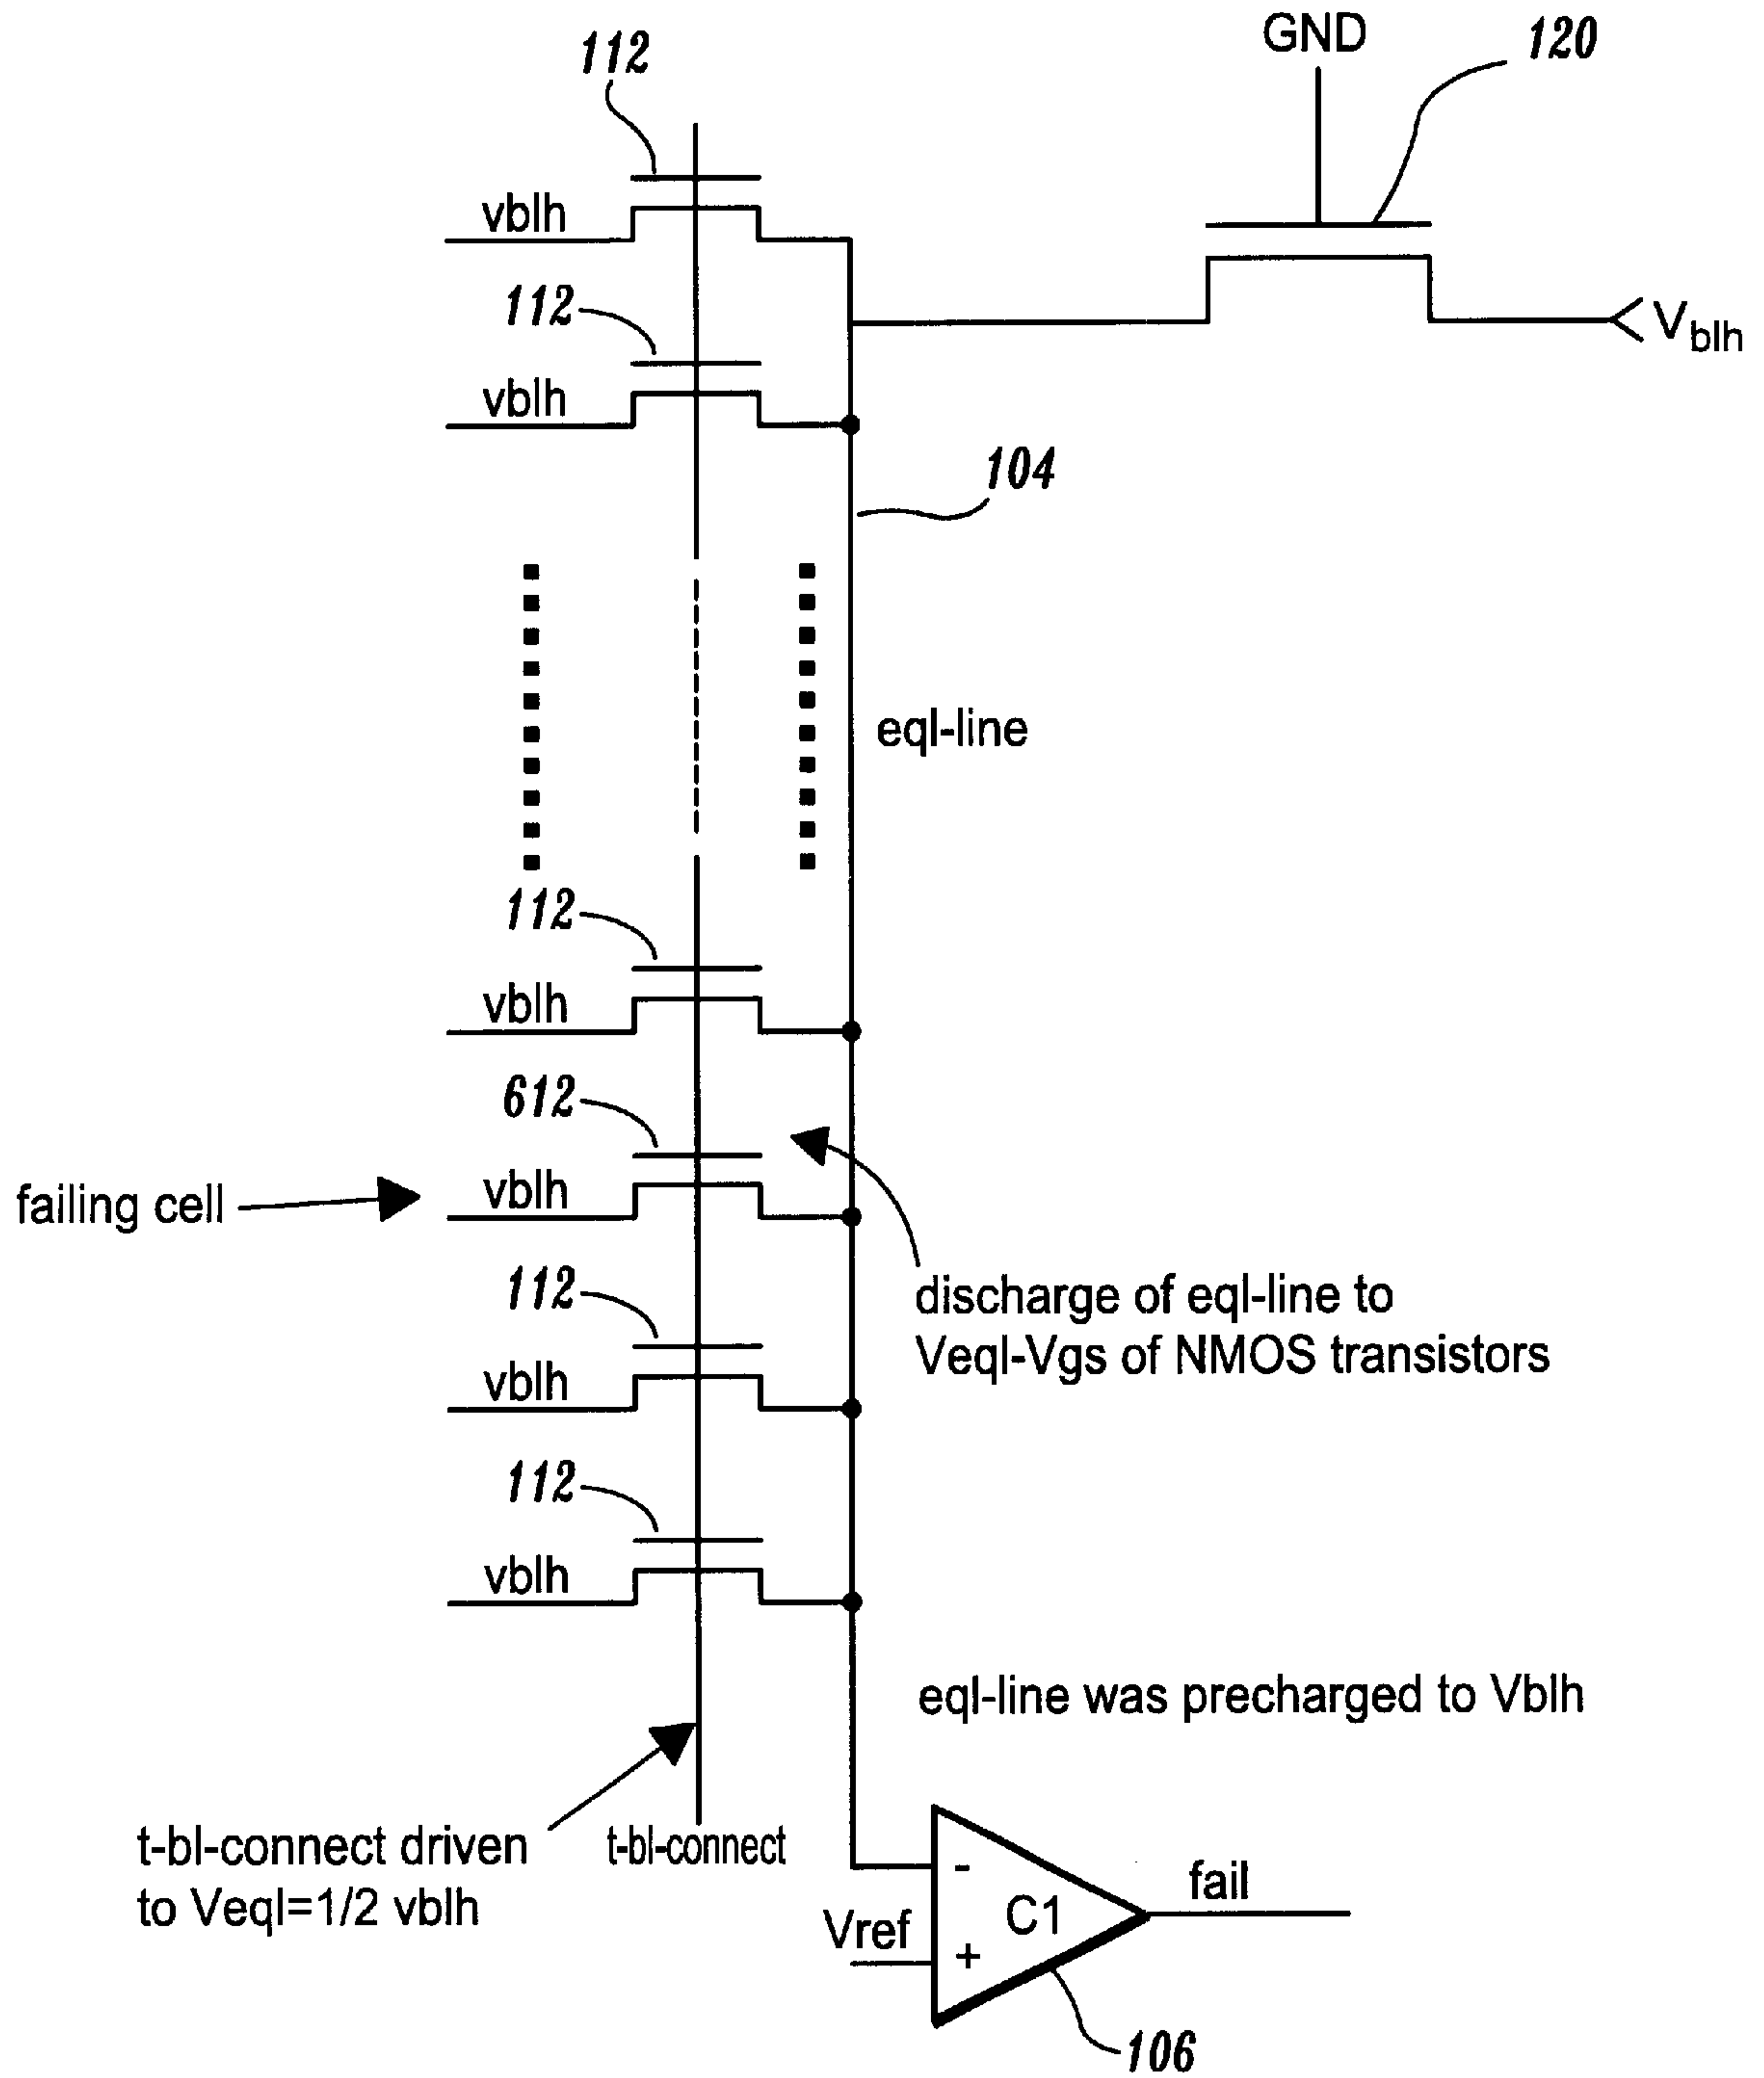 112
GND
120
vblh
112
Vblh
vblh
104
eql-line
112
vblh
612
failing cell
vblh
112
discharge of eql-line to
Veql-Vgs of NMOS transistors
vblh
112
vblh
eql-line was precharged to Vblh
t-bl-connect driven
to Veql=1/2 vblh
t-bl-connect
-
C1
fail
Vref
+
106